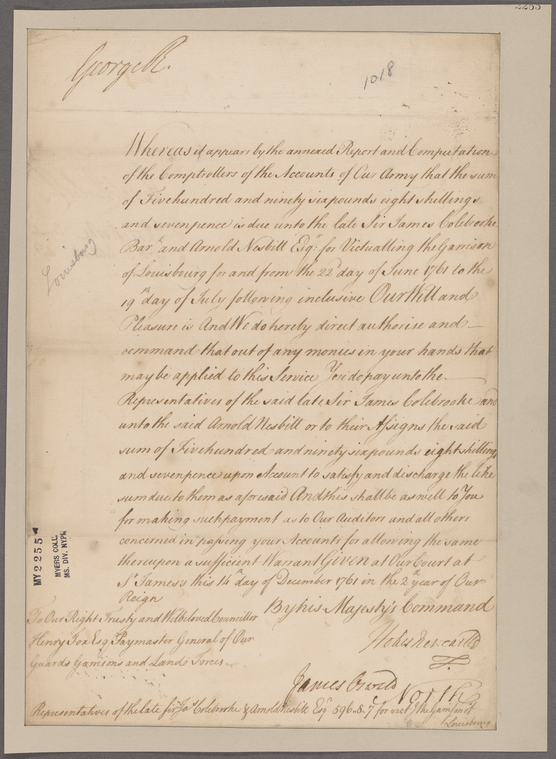 2255
George R.
1018
Whereas it appears by the annexed Report and Computation
of the Comptrollers of the Accounts of Our Army that the sum
of Fivehundred and ninety six pounds eight shillings
and sevenpence is due unto the late Sir James Colebrooke
Bart and Arnold Nesbitt Esqr: for Victualling the Garrison
of Louisbourg for and from the 22d day of June 1761 to the
Louisbourg
19th day of July following inclusive Our Will and
Pleasure is And We do hereby direct authorise and
command that out of any monies in your hands that
may be applied to this Service You do pay unto the
Representatives of the said late Sir James Colebrooke and
unto the said Arnold Nesbitt or to their Assigns the said
sum of Fivehundred and ninety six pounds eight shillings
and sevenpence upon Account to satisfy and discharge the like
sum due to them as aforesaid And this shall be as well to You
for making such payment as to Our Auditors and all others
concerned in passing your Accounts for allowing the same
thereupon a sufficient Warrant Given at Our Court at
St James's this 14th day of December 1761 in the 2d year of Our
Reign
MY 2255
MYERS COLL.
MS. DIV. NYPL
By his Majesty's Command
To Our Right Trusty and Welbeloved Councillor
Henry Fox Esqr Paymaster General of Our
Guards Garrisons and Land Forces
Holles Newcastle
James Oswald
North
Representatives of the late Sir Jas Colebrooke & Arnold Nesbitt Esqr 596.8.7 for vict. the Garrison of
Louisbourg